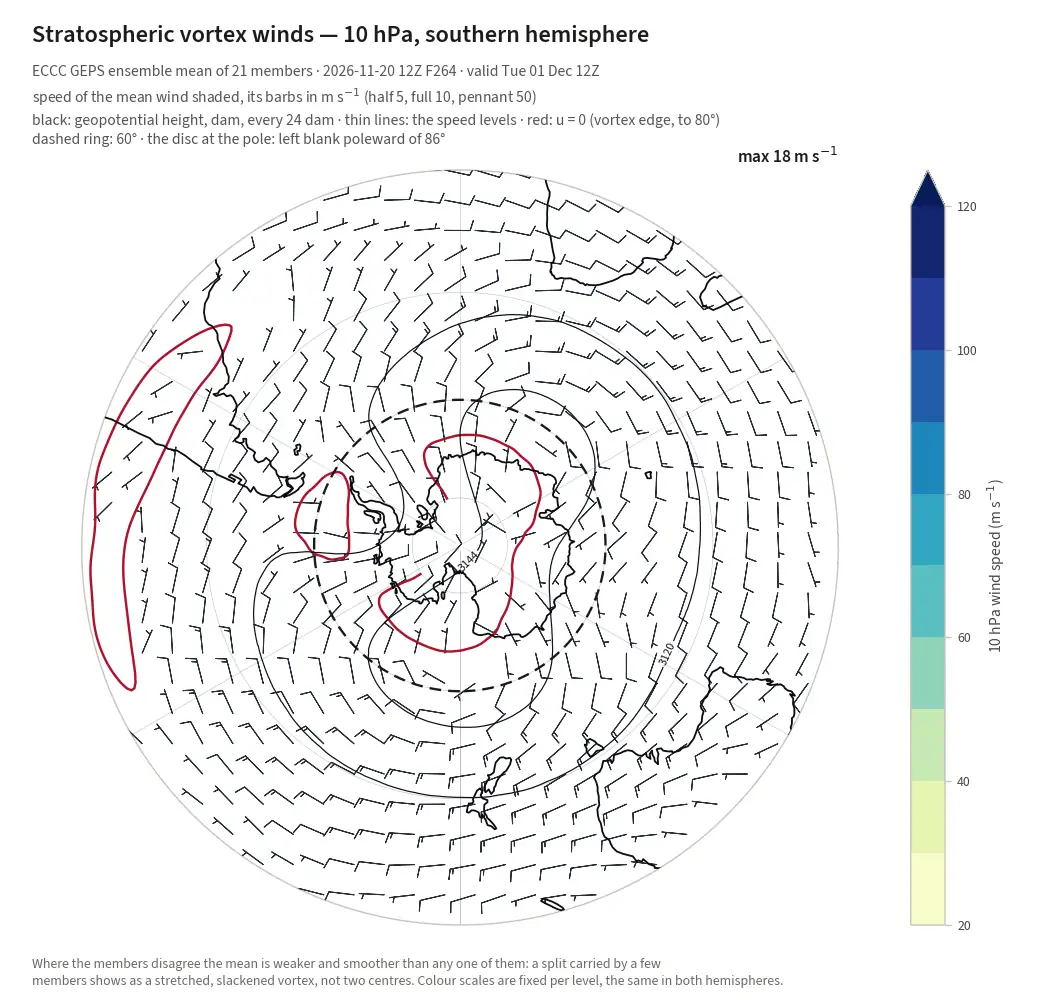 Stratospheric vortex winds — 10 hPa, southern hemisphere
ECCC GEPS ensemble mean of 21 members · 2026-11-20 12Z F264 · valid Tue 01 Dec 12Z
speed of the mean wind shaded, its barbs in m s⁻¹ (half 5, full 10, pennant 50)
black: geopotential height, dam, every 24 dam · thin lines: the speed levels · red: u = 0 (vortex edge, to 80°)
dashed ring: 60° · the disc at the pole: left blank poleward of 86°
max 18 m s⁻¹
120
100
80
60
40
20
10 hPa wind speed (m s⁻¹)
3144
3120
Where the members disagree the mean is weaker and smoother than any one of them: a split carried by a few
members shows as a stretched, slackened vortex, not two centres. Colour scales are fixed per level, the same in both hemispheres.